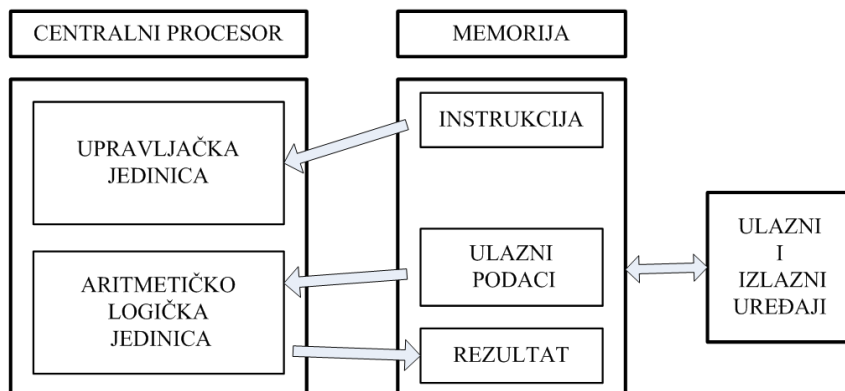 CENTRALNI PROCESOR
MEMORIJA
UPRAVLJAČKA
JEDINICA
ARITMETIČKO
LOGIČKA
JEDINICA
INSTRUKCIJA
ULAZNI
PODACI
REZULTAT
ULAZNI
I
IZLAZNI
UREĐAJI